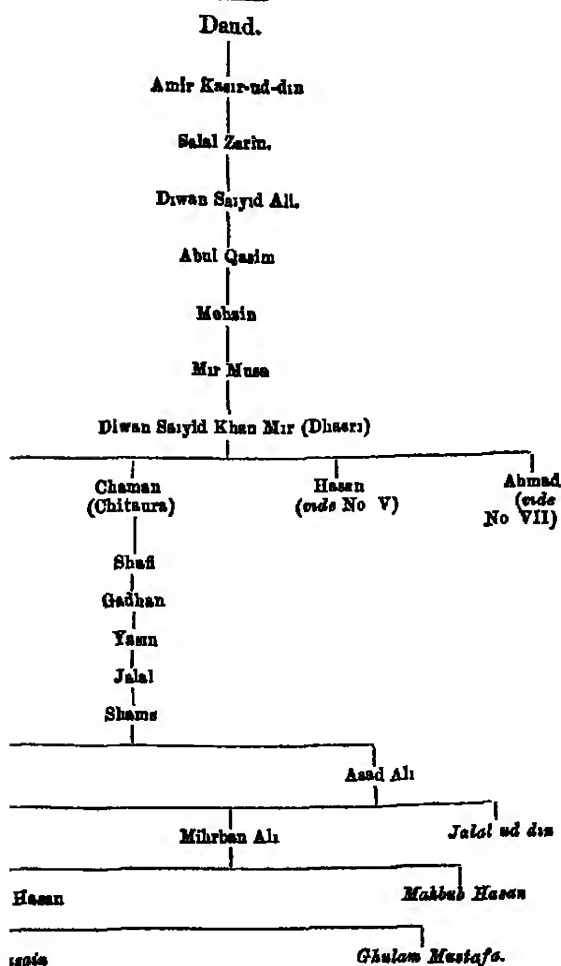 Daud.
Amir Kasir-ud-din
Salal Zarin.
Diwan Saiyid Ali.
Abul Qasim
Mohsin
Mir Musa
Diwan Saiyid Khan Mir (Dhasri)
Chaman Hasan Ahmad
(Chitaura) (vide No V) (vide
No VII)
Shafi
Gadhan
Yasin
Jalal
Shams
Asad Ali
Mihrban Ali Jalal ud din
Hasan Mahbub Hasan
Ghulam Mustafa.